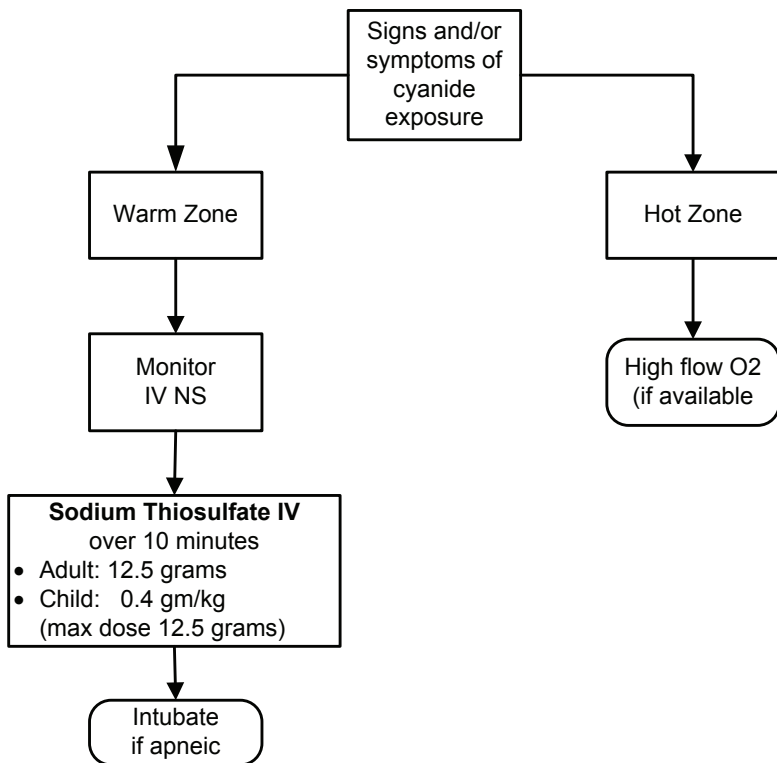 Signs and/or
symptoms of
cyanide
exposure
Warm Zone
Hot Zone
Monitor
IV NS
High flow O2
(if available
Sodium Thiosulfate IV
over 10 minutes
• Adult: 12.5 grams
• Child: 0.4 gm/kg
(max dose 12.5 grams)
Intubate
if apneic